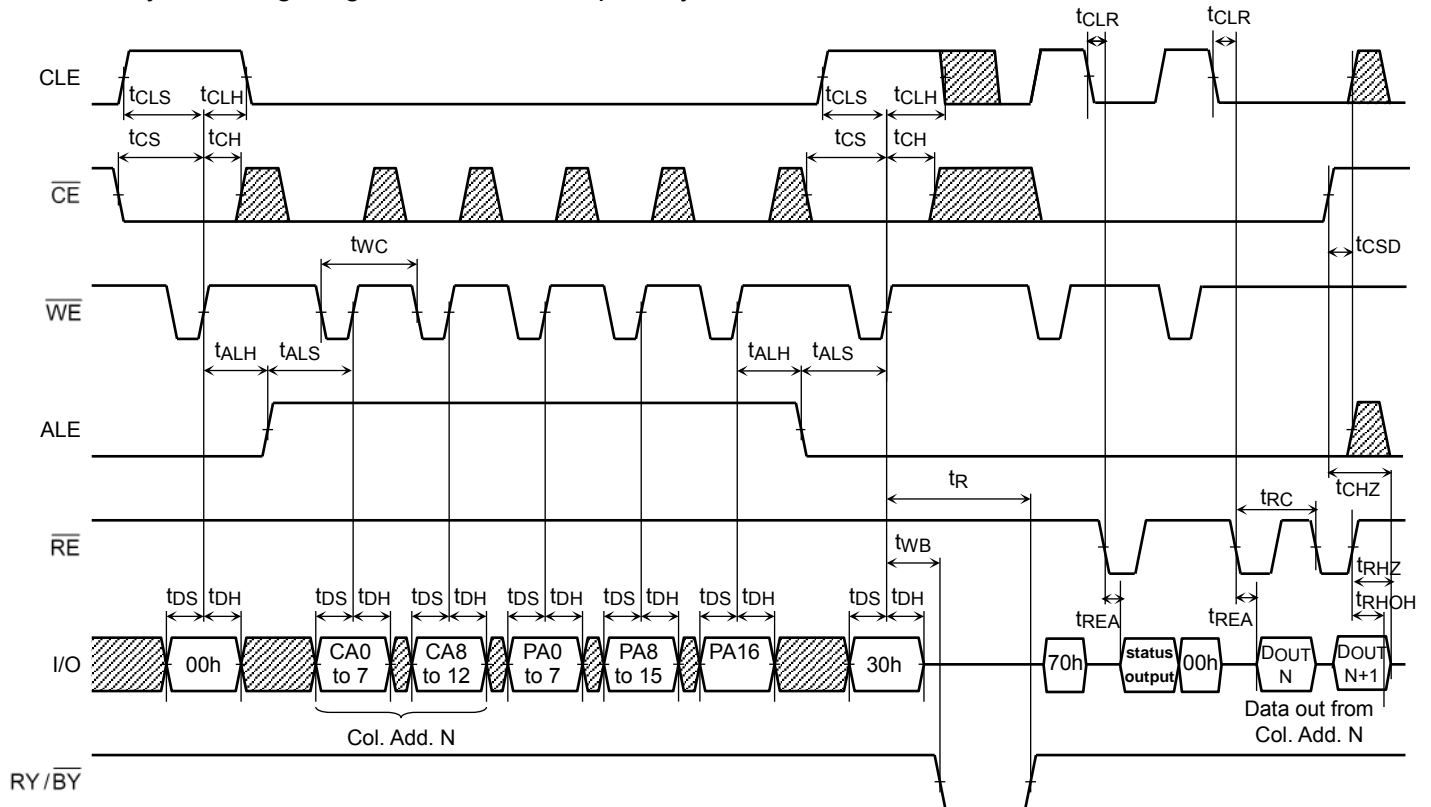 tCLR tCLR
CLE
tCLS tCLH tCLS tCLH
tCS tCH tCS tCH
CE
tWC tCSD
WE
tALH tALS tALH tALS
ALE
tR tCHZ
tRC
RE
tWB tRHZ
tDS tDH tDS tDH tDS tDH tDS tDH tDS tDH tDS tDH tDS tDH tRHOH
tREA tREA
I/O 00h CA0 to 7 CA8 to 12 PA0 to 7 PA8 to 15 PA16 30h 70h status output 00h DOUT N DOUT N+1
Col. Add. N
Data out from
Col. Add. N
RY/BY